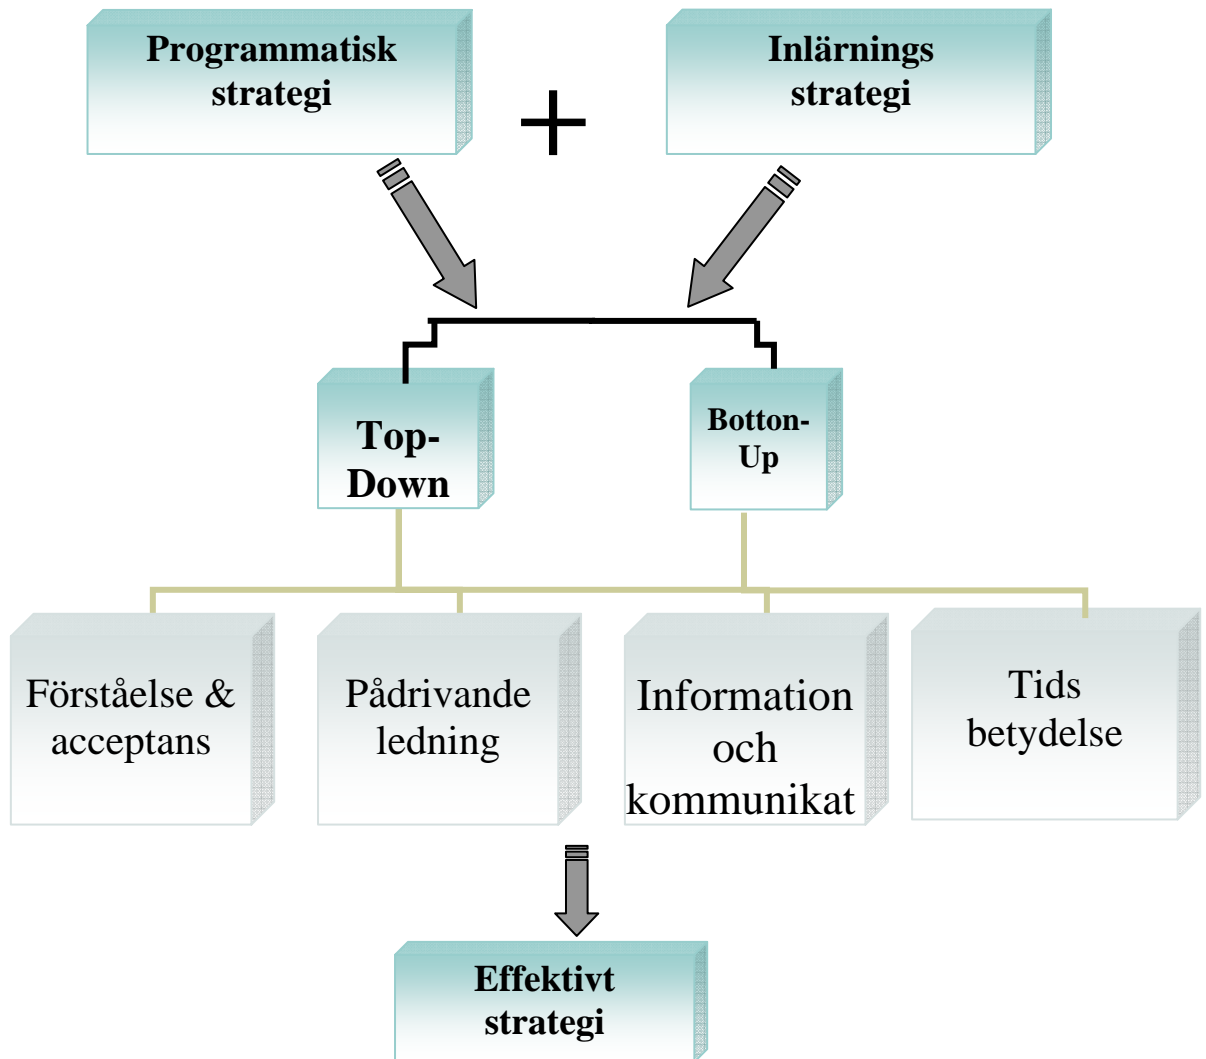 Programmatisk
strategi
+
Inlärnings
strategi
Top-
Down
Botton-
Up
Förståelse &
acceptans
Pådrivande
ledning
Information
och
kommunikat
Tids
betydelse
Effektivt
strategi